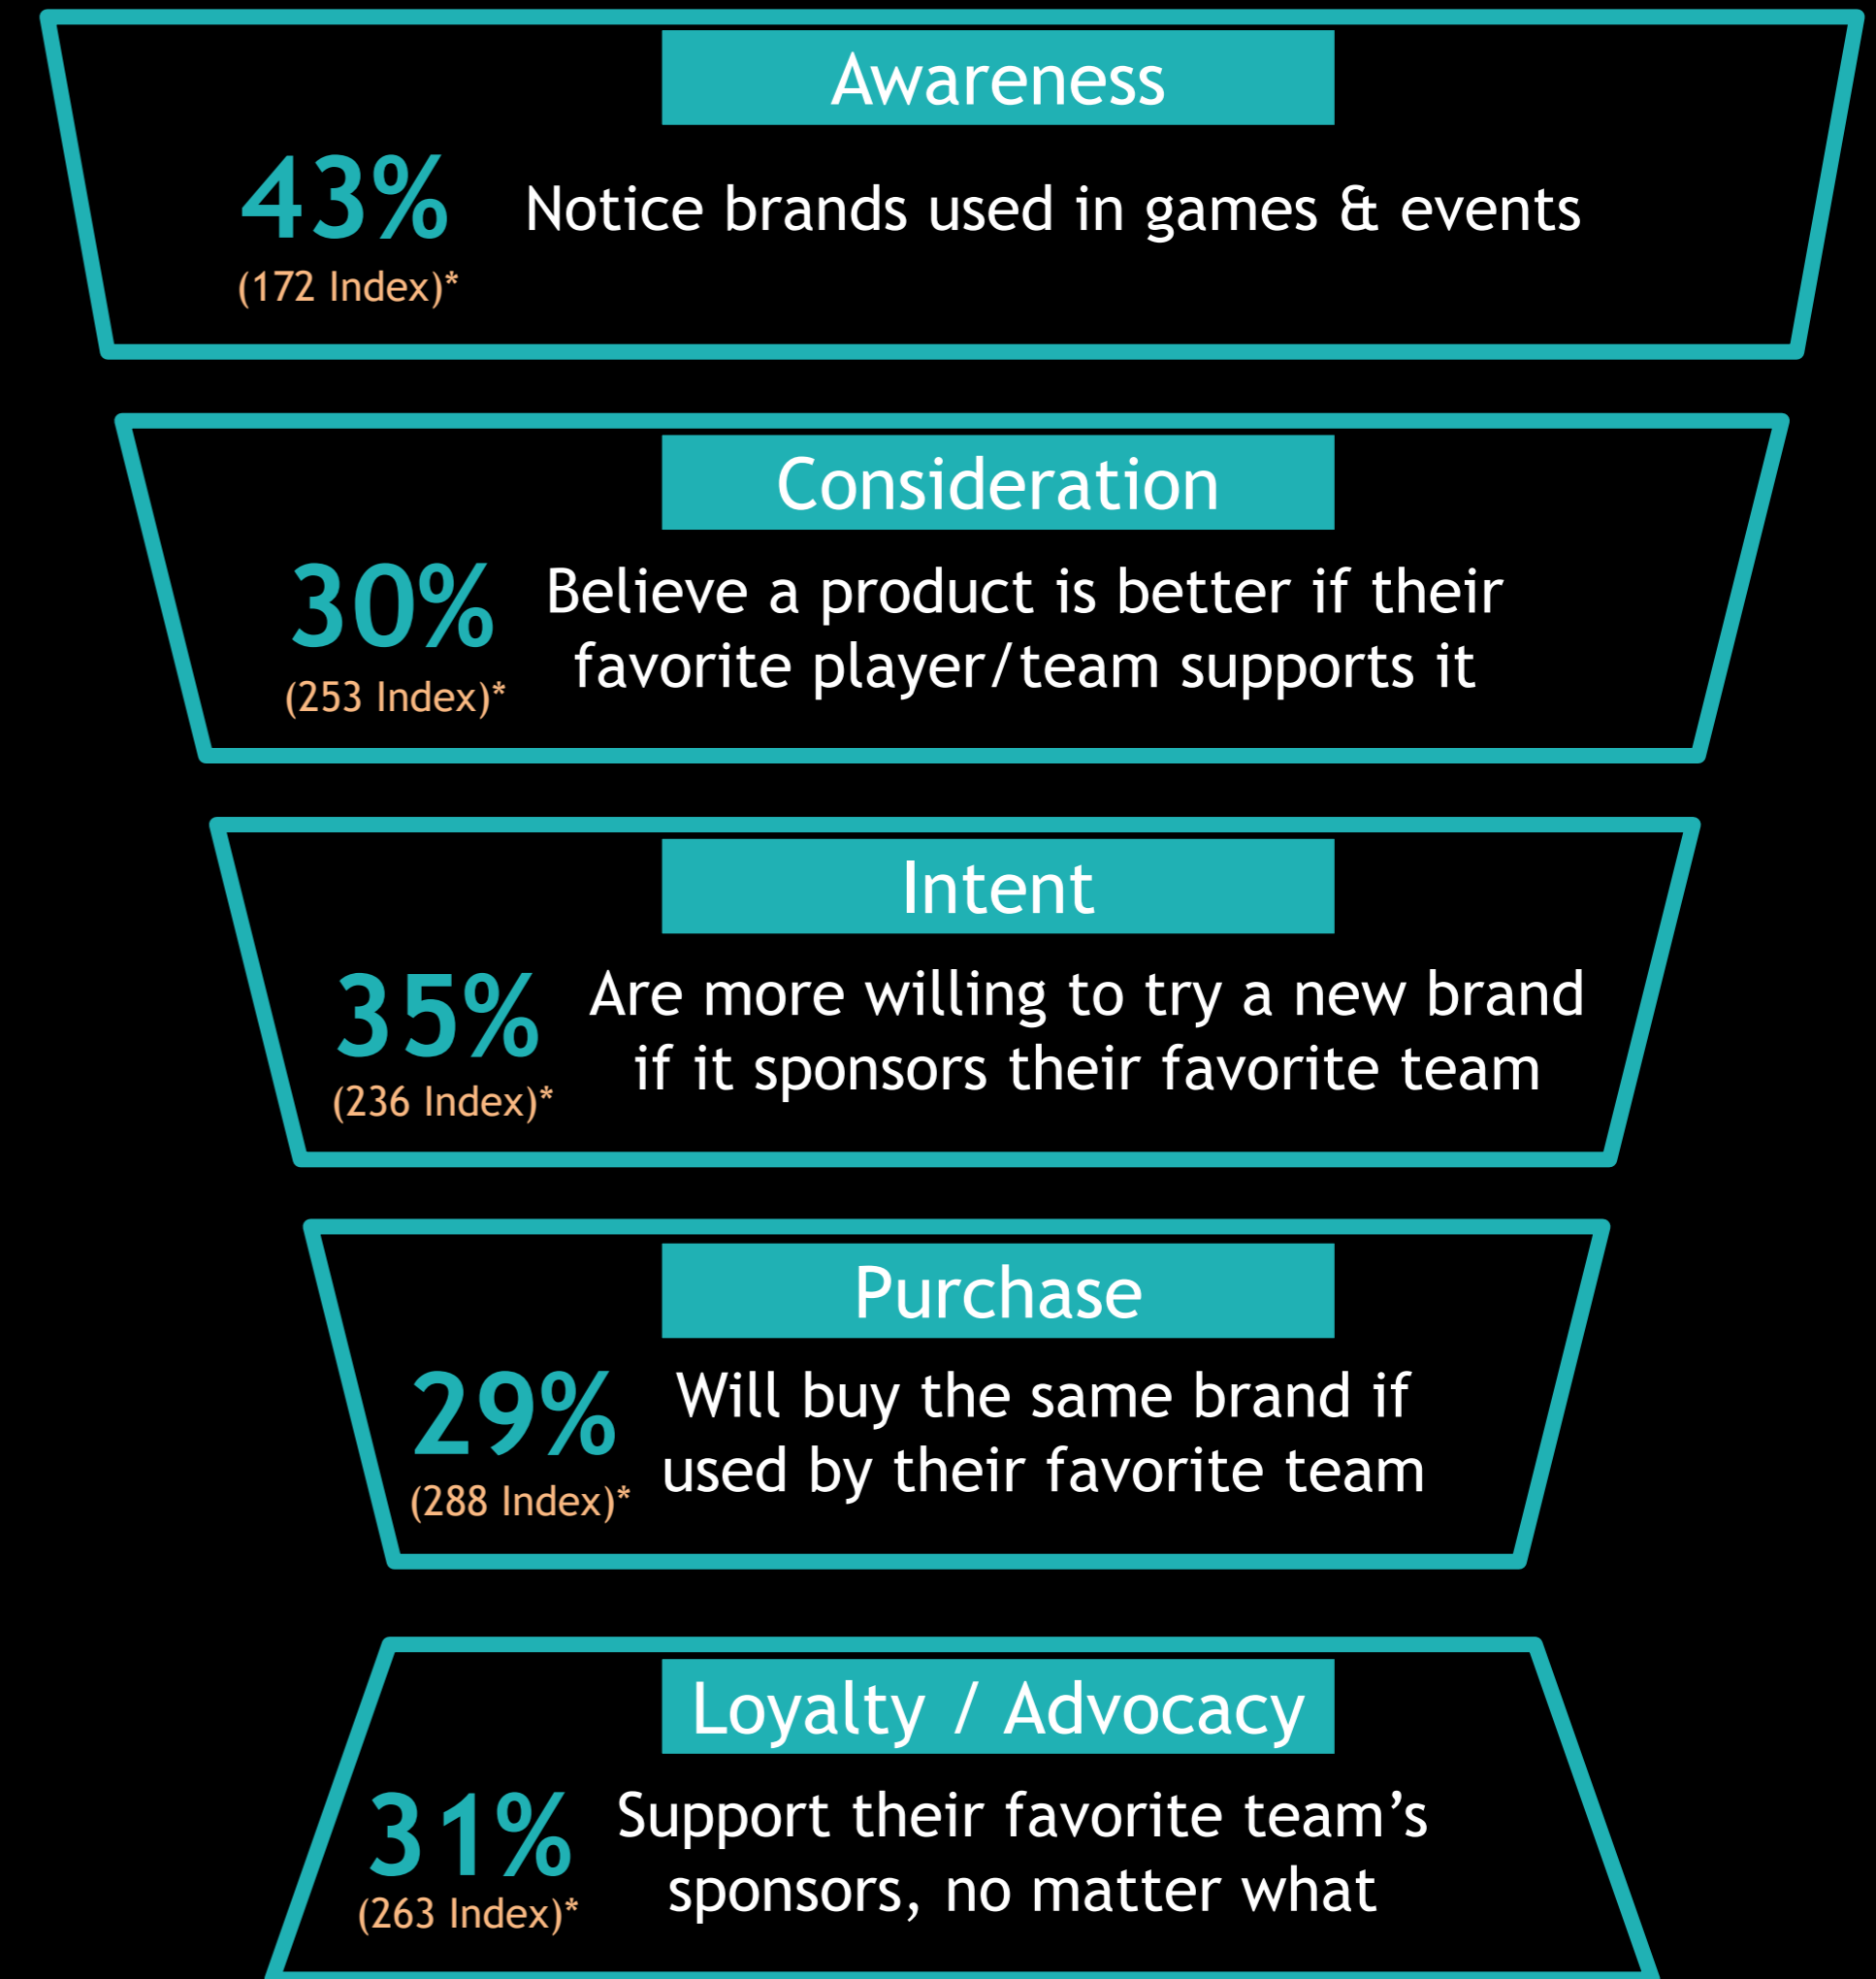 Awareness
43% Notice brands used in games & events
(172 Index)*
Consideration
30% Believe a product is better if their
favorite player/team supports it
(253 Index)*
Intent
35% Are more willing to try a new brand
if it sponsors their favorite team
(236 Index)*
Purchase
29% Will buy the same brand if
used by their favorite team
(288 Index)*
Loyalty / Advocacy
31% Support their favorite team’s
sponsors, no matter what
(263 Index)*